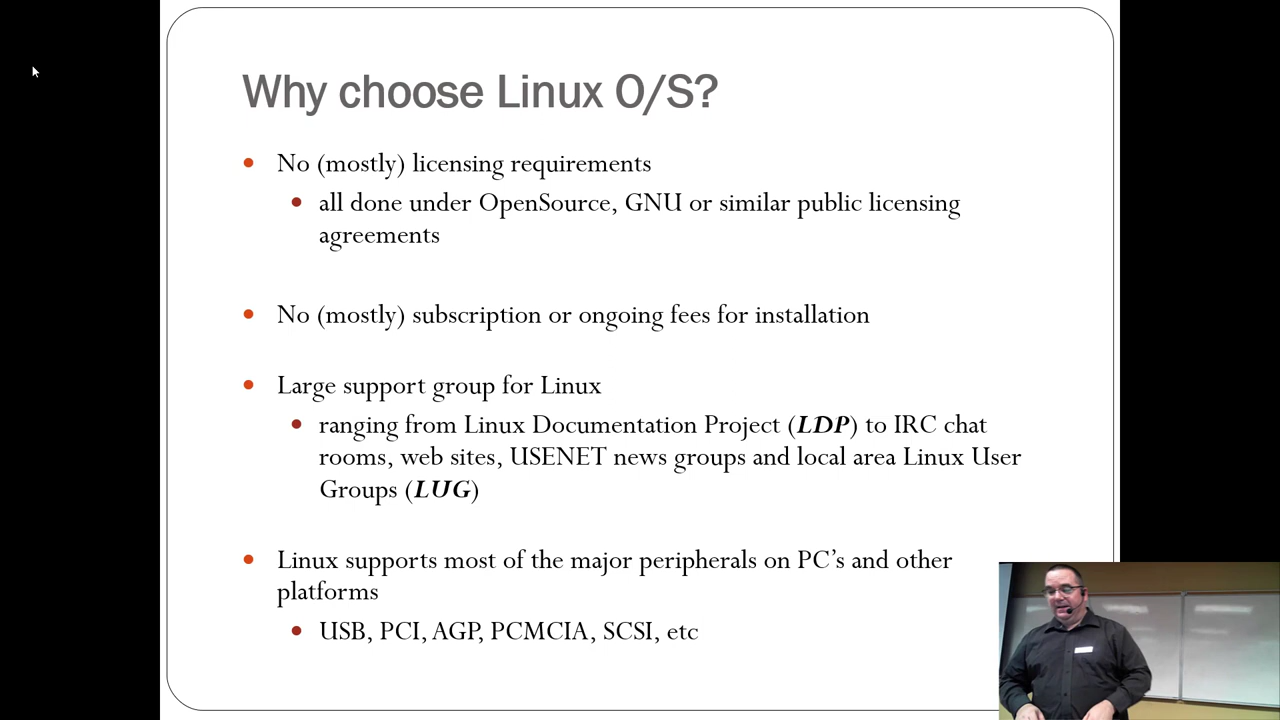 Why choose Linux O/S?
No (mostly) licensing requirements
all done under OpenSource, GNU or similar public licensing
agreements
No (mostly) subscription or ongoing fees for installation
Large support group for Linux
ranging from Linux Documentation Project (LDP) to IRC chat
rooms, web sites, USENET news groups and local area Linux User
Groups (LUG)
Linux supports most of the major peripherals on PC’s and other
platforms
USB, PCI, AGP, PCMCIA, SCSI, etc